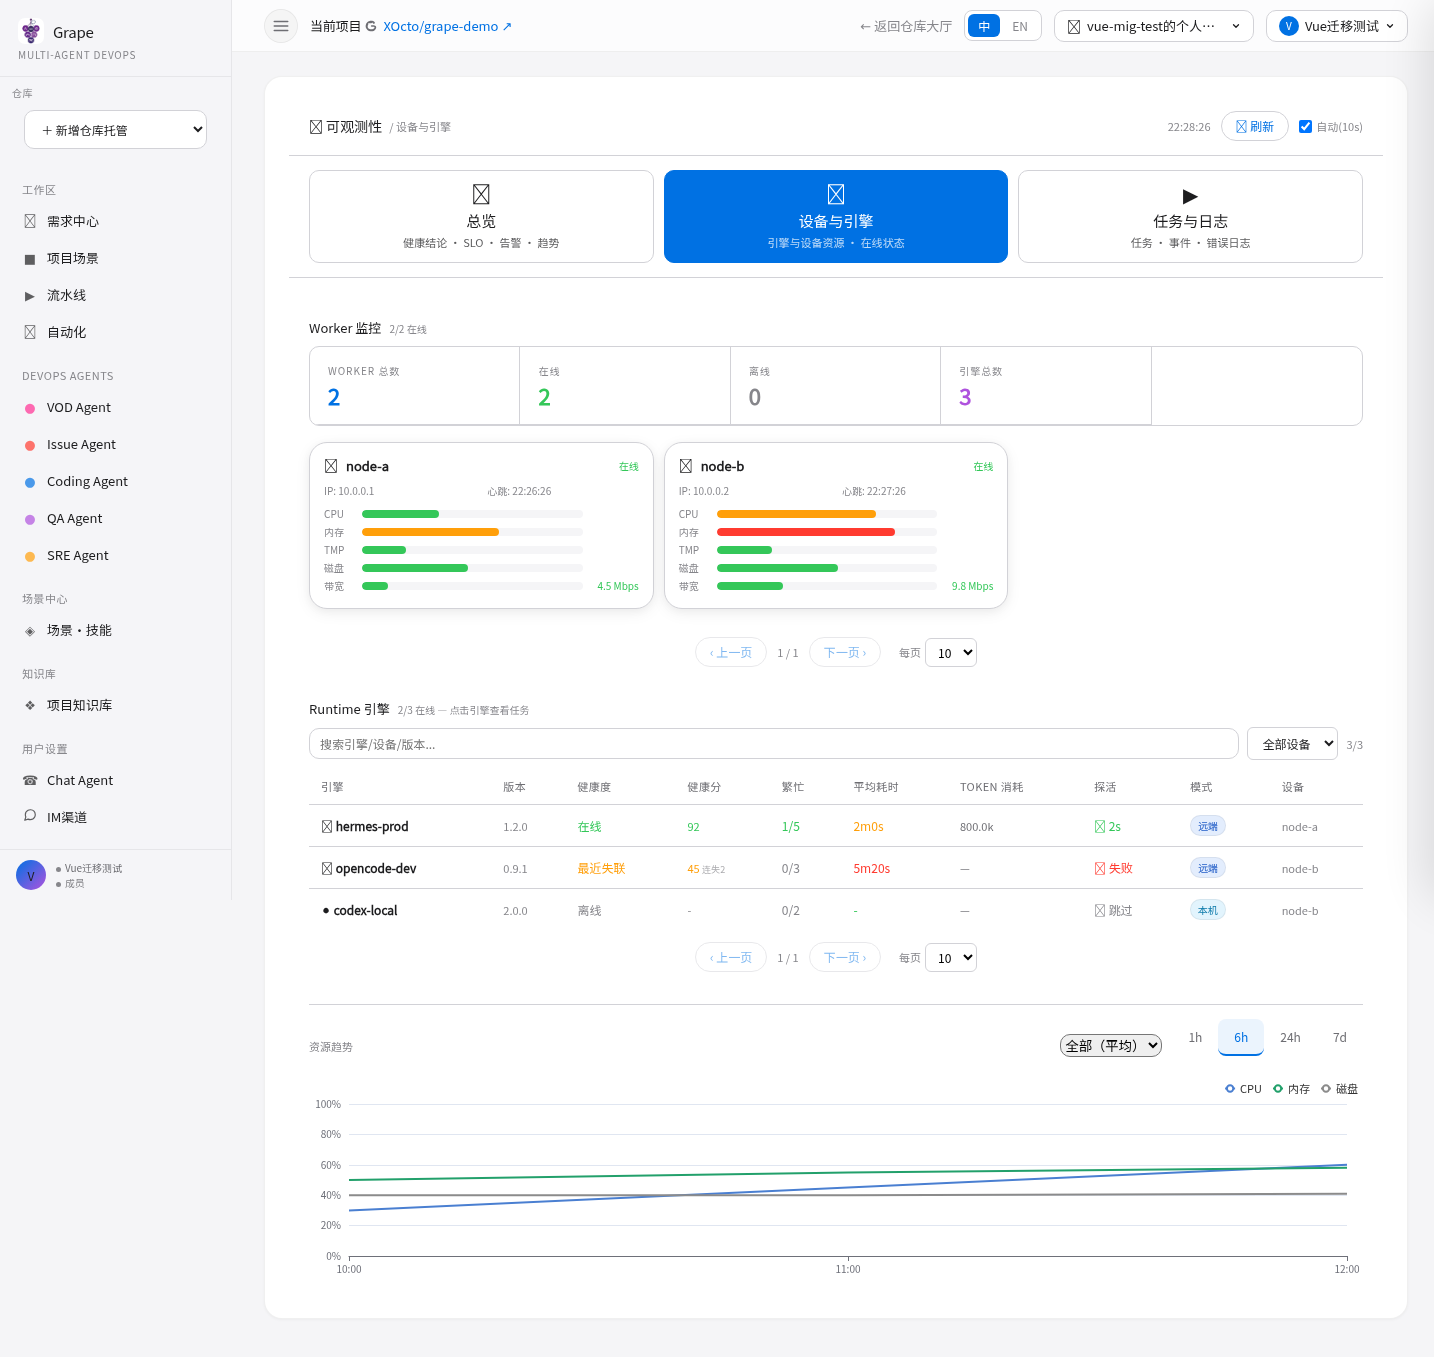 Grape
MULTI-AGENT DEVOPS
仓库
＋新增仓库托管
工作区
需求中心
■ 项目场景
▶ 流水线
自动化
DEVOPS AGENTS
VOD Agent
Issue Agent
Coding Agent
QA Agent
SRE Agent
场景中心
◈ 场景·技能
知识库
❖ 项目知识库
用户设置
☎ Chat Agent
IM渠道
V
Vue迁移测试
成员
当前项目 G XOcto/grape-demo ↗
← 返回仓库大厅
中 EN
vue-mig-test的个人…
V Vue迁移测试
可观测性 / 设备与引擎
22:28:26 刷新 自动(10s)
总览
健康结论 · SLO · 告警 · 趋势
设备与引擎
引擎与设备资源 · 在线状态
▶
任务与日志
任务 · 事件 · 错误日志
Worker 监控 2/2 在线
WORKER 总数
2
在线
2
离线
0
引擎总数
3
node-a 在线
IP: 10.0.0.1 心跳: 22:26:26
CPU
内存
TMP
磁盘
带宽 4.5 Mbps
node-b 在线
IP: 10.0.0.2 心跳: 22:27:26
CPU
内存
TMP
磁盘
带宽 9.8 Mbps
‹ 上一页 1 / 1 下一页 › 每页 10
Runtime 引擎 2/3 在线 — 点击引擎查看任务
搜索引擎/设备/版本... 全部设备 3/3
引擎 版本 健康度 健康分 繁忙 平均耗时 TOKEN 消耗 探活 模式 设备
hermes-prod 1.2.0 在线 92 1/5 2m0s 800.0k 2s 远端 node-a
opencode-dev 0.9.1 最近失联 45 连失2 0/3 5m20s — 失败 远端 node-b
● codex-local 2.0.0 离线 - 0/2 - — 跳过 本机 node-b
‹ 上一页 1 / 1 下一页 › 每页 10
资源趋势 全部（平均） 1h 6h 24h 7d
CPU 内存 磁盘
100%
80%
60%
40%
20%
0%
10:00 11:00 12:00